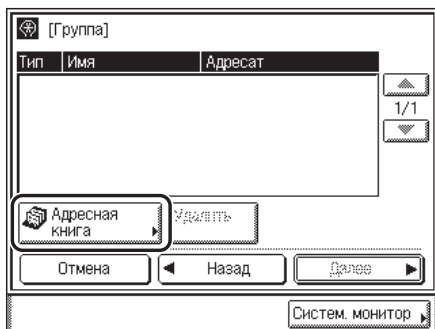 [Группа]
Тип Имя Адресат
1/1
Адресная
книга
Удалить
Отмена
Назад
Далее
Систем. монитор